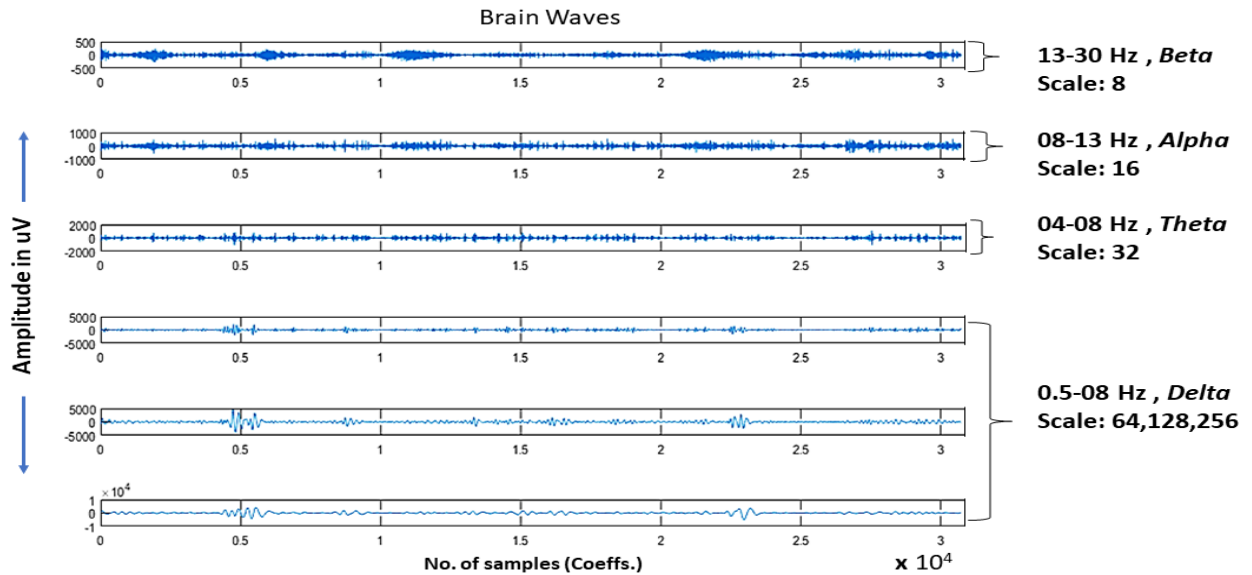 Brain Waves
500
0
-500
0 0.5 1 1.5 2 2.5 3
13-30 Hz , Beta
Scale: 8
1000
0
-1000
0 0.5 1 1.5 2 2.5 3
08-13 Hz , Alpha
Scale: 16
2000
0
-2000
0 0.5 1 1.5 2 2.5 3
04-08 Hz , Theta
Scale: 32
Amplitude in uV
5000
0
-5000
0 0.5 1 1.5 2 2.5 3
5000
0
-5000
0 0.5 1 1.5 2 2.5 3
0.5-08 Hz , Delta
Scale: 64,128,256
× 10⁴
1
0
-1
0 0.5 1 1.5 2 2.5 3
No. of samples (Coeffs.)
x 10⁴